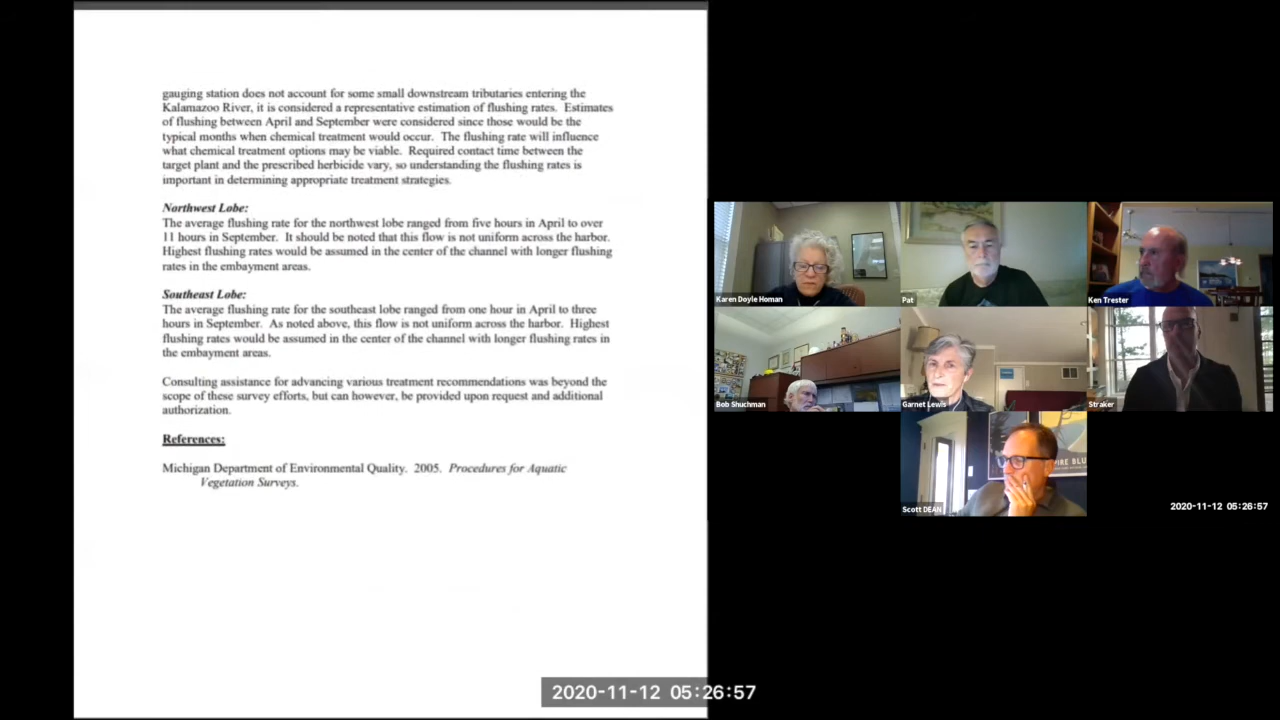 gauging station does not account for some small downstream tributaries entering the
Kalamazoo River, it is considered a representative estimation of flushing rates.  Estimates
of flushing between April and September were considered since those would be the
typical months when chemical treatment would occur.  The flushing rate will influence
what chemical treatment options may be viable.  Required contact time between the
target plant and the prescribed herbicide vary, so understanding the flushing rates is
important in determining appropriate treatment strategies.
Northwest Lobe:
The average flushing rate for the northwest lobe ranged from five hours in April to over
11 hours in September.  It should be noted that this flow is not uniform across the harbor.
Highest flushing rates would be assumed in the center of the channel with longer flushing
rates in the embayment areas.
Southeast Lobe:
The average flushing rate for the southeast lobe ranged from one hour in April to three
hours in September.  As noted above, this flow is not uniform across the harbor.  Highest
flushing rates would be assumed in the center of the channel with longer flushing rates in
the embayment areas.
Consulting assistance for advancing various treatment recommendations was beyond the
scope of these survey efforts, but can however, be provided upon request and additional
authorization.
References:
Michigan Department of Environmental Quality.  2005.  Procedures for Aquatic
Vegetation Surveys.
Karen Doyle Homan
Pat
Ken Trester
Bob Shuchman
Garnet Lewis
Straker
Scott DEAN
2020-11-12 05:26:57
2020-11-12 05:26:57